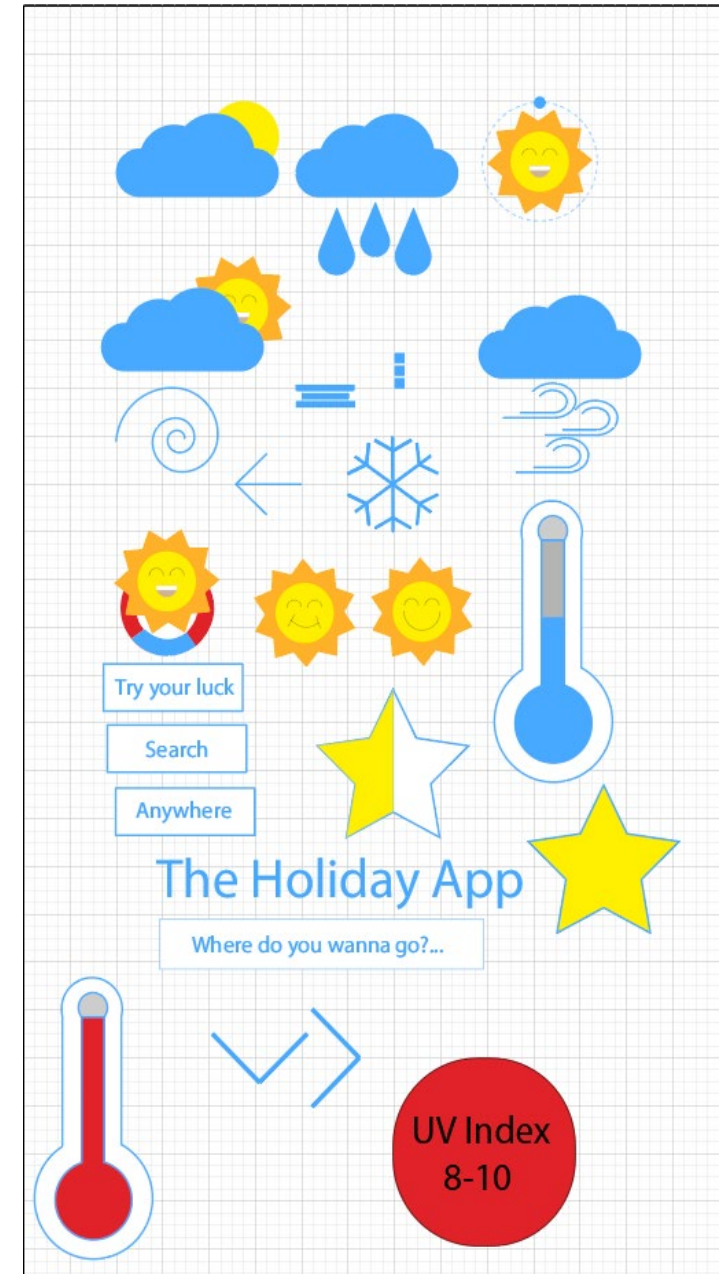 Try your luck
Search
Anywhere
The Holiday App
Where do you wanna go?...
UV Index
8-10